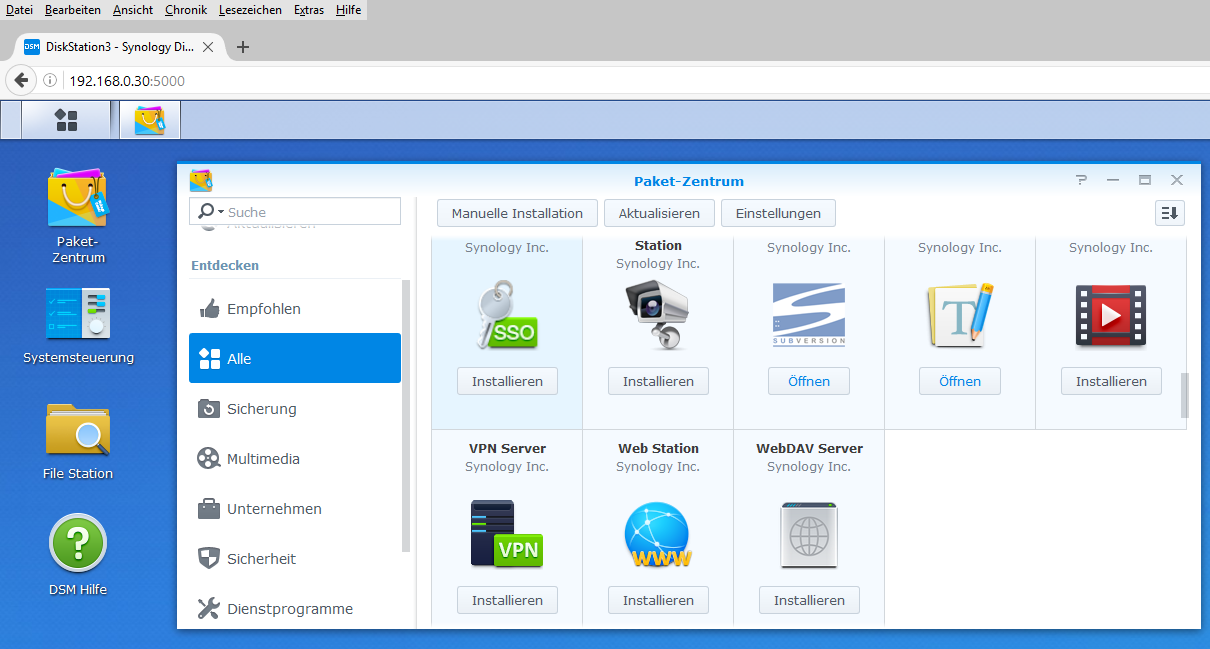 Datei Bearbeiten Ansicht Chronik Lesezeichen Extras Hilfe
DSM DiskStation3 - Synology Di...
192.168.0.30:5000
Paket-Zentrum
Suche
Manuelle Installation Aktualisieren Einstellungen
Aktualisieren
Entdecken
Empfohlen
Alle
Sicherung
Multimedia
Unternehmen
Sicherheit
Dienstprogramme
Paket-
Zentrum
Systemsteuerung
File Station
DSM Hilfe
Synology Inc.
SSO
Installieren
Station
Synology Inc.
Installieren
Synology Inc.
SUBVERSION
Öffnen
Synology Inc.
T
Öffnen
Synology Inc.
Installieren
VPN Server
Synology Inc.
VPN
Installieren
Web Station
Synology Inc.
WWW
Installieren
WebDAV Server
Synology Inc.
Installieren